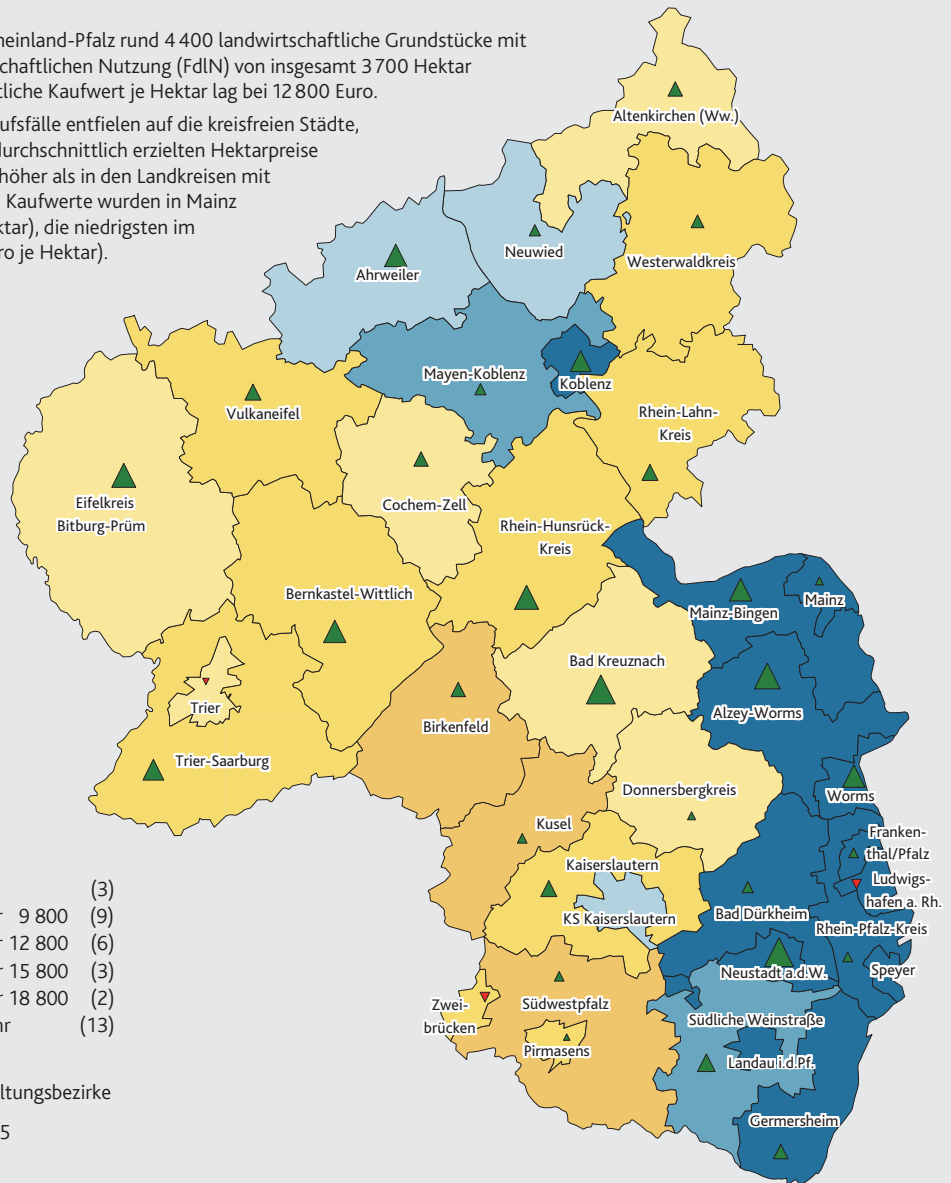 heinland-Pfalz rund 4 400 landwirtschaftliche Grundstücke mit
schaftlichen Nutzung (FdlN) von insgesamt 3 700 Hektar
tliche Kaufwert je Hektar lag bei 12 800 Euro.
ufsfälle entfielen auf die kreisfreien Städte,
durchschnittlich erzielten Hektarpreise
höher als in den Landkreisen mit
Kaufwerte wurden in Mainz
ktar), die niedrigsten im
ro je Hektar).
Altenkirchen (Ww.)
Neuwied
Westerwaldkreis
Ahrweiler
Mayen-Koblenz
Koblenz
Vulkaneifel
Rhein-Lahn-
Kreis
Eifelkreis
Bitburg-Prüm
Cochem-Zell
Rhein-Hunsrück-
Kreis
Bernkastel-Wittlich
Mainz-Bingen
Mainz
Bad Kreuznach
Trier
Alzey-Worms
Birkenfeld
Trier-Saarburg
Donnersbergkreis
Worms
Kusel
Franken-
thal/Pfalz
Kaiserslautern
Ludwigs-
hafen a. Rh.
KS Kaiserslautern
Bad Dürkheim
Rhein-Pfalz-Kreis
Neustadt a.d.W.
Speyer
Zwei-
brücken
Südwestpfalz
Südliche Weinstraße
Pirmasens
Landau i.d.Pf.
Germersheim
(3)
r 9 800 (9)
r 12 800 (6)
r 15 800 (3)
r 18 800 (2)
hr (13)
ltungsbezirke
5